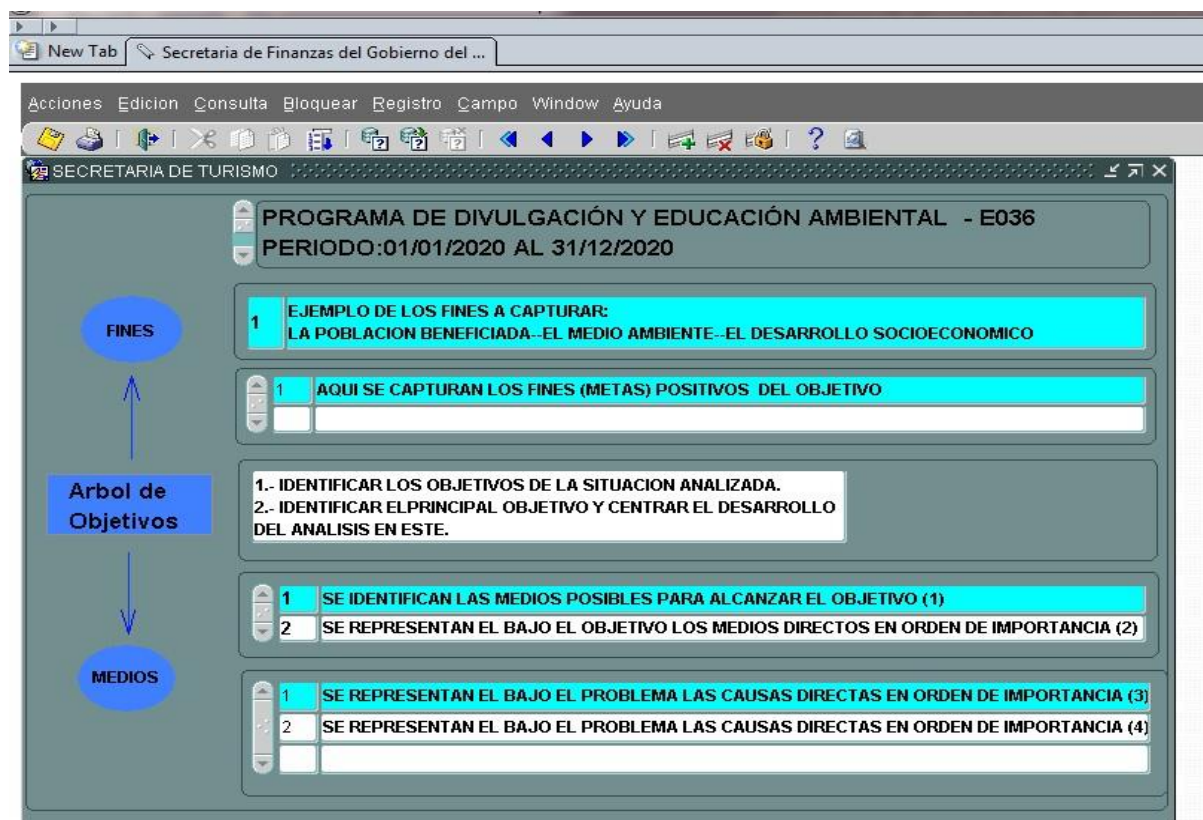 New Tab
Secretaria de Finanzas del Gobierno del ...
Acciones Edicion Consulta Bloquear Registro Campo Window Ayuda
SECRETARIA DE TURISMO
PROGRAMA DE DIVULGACIÓN Y EDUCACIÓN AMBIENTAL - E036
PERIODO:01/01/2020 AL 31/12/2020
FINES
1
EJEMPLO DE LOS FINES A CAPTURAR:
LA POBLACION BENEFICIADA--EL MEDIO AMBIENTE--EL DESARROLLO SOCIOECONOMICO
1 AQUI SE CAPTURAN LOS FINES (METAS) POSITIVOS DEL OBJETIVO
Arbol de
Objetivos
1.- IDENTIFICAR LOS OBJETIVOS DE LA SITUACION ANALIZADA.
2.- IDENTIFICAR ELPRINCIPAL OBJETIVO Y CENTRAR EL DESARROLLO
DEL ANALISIS EN ESTE.
1 SE IDENTIFICAN LAS MEDIOS POSIBLES PARA ALCANZAR EL OBJETIVO (1)
2 SE REPRESENTAN EL BAJO EL OBJETIVO LOS MEDIOS DIRECTOS EN ORDEN DE IMPORTANCIA (2)
MEDIOS
1 SE REPRESENTAN EL BAJO EL PROBLEMA LAS CAUSAS DIRECTAS EN ORDEN DE IMPORTANCIA (3)
2 SE REPRESENTAN EL BAJO EL PROBLEMA LAS CAUSAS DIRECTAS EN ORDEN DE IMPORTANCIA (4)